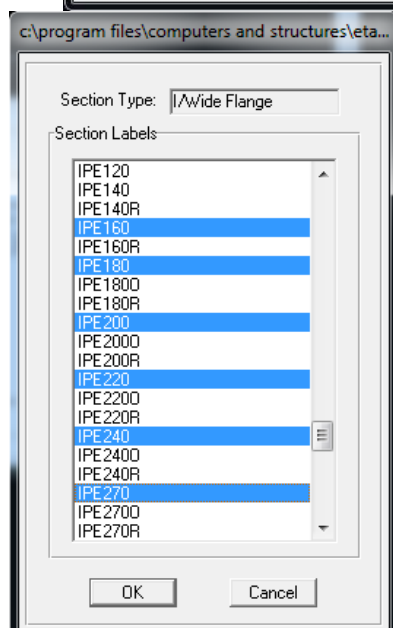 c:\program files\computers and structures\eta...
Section Type: I/Wide Flange
Section Labels
IPE120
IPE140
IPE140R
IPE160
IPE160R
IPE180
IPE180O
IPE180R
IPE200
IPE200O
IPE200R
IPE220
IPE220O
IPE220R
IPE240
IPE240O
IPE240R
IPE270
IPE270O
IPE270R
OK Cancel